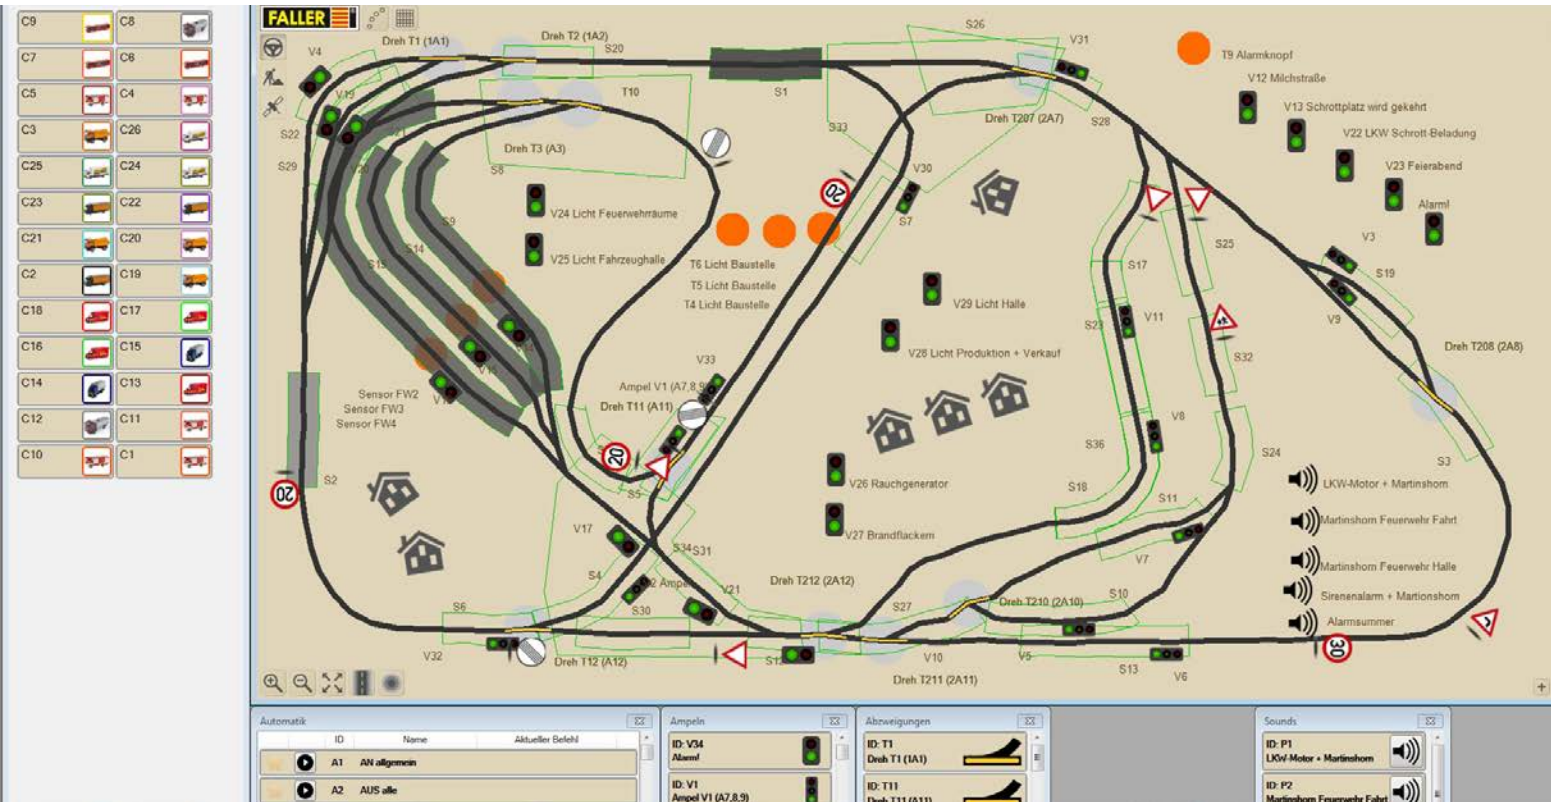 C9 C8
C7 C6
C5 C4
C3 C26
C25 C24
C23 C22
C21 C20
C2 C19
C18 C17
C16 C15
C14 C13
C12 C11
C10 C1
FALLER
V4
Dreh T1 (1A1)
Dreh T2 (1A2)
S20
S26
V31
T9 Alarmknopf
V12 Milchstraße
V13 Schrottplatz wird gekehrt
V22 LKW Schrott-Beladung
V23 Feierabend
Alarm!
V19
S22
S21
S29
V20
T10
S1
S33
Dreh T207 (2A7)
S28
Dreh T3 (A3)
S8
V30
S7
S9
S14
S15
V24 Licht Feuerwehrräume
V25 Licht Fahrzeughalle
T6 Licht Baustelle
T5 Licht Baustelle
T4 Licht Baustelle
S17
S25
V3
S19
V9
V29 Licht Halle
S23
V11
S32
V28 Licht Produktion + Verkauf
Dreh T208 (2A8)
V33
Ampel V1 (A7,8,9)
Dreh T11 (A11)
Sensor FW2
Sensor FW3
Sensor FW4
20
20
20
S5
S2
S36
V8
S24
S3
S18
S11
V26 Rauchgenerator
V27 Brandflackern
LKW-Motor + Martinshorn
Martinshorn Feuerwehr Fahrt
Martinshorn Feuerwehr Halle
Sirenenalarm + Martionshorn
Alarmsummer
30
V17
S34
S31
S4
V21
Dreh T212 (2A12)
V7
S6
S30
S27
Dreh T210 (2A10)
S10
V32
Dreh T12 (A12)
V10
Dreh T211 (2A11)
V5
S13
V6
Automatik
ID Name Aktueller Befehl
A1 AN allgemein
A2 AUS alle
Ampeln
ID: V34
Alarm!
ID: V1
Ampel V1 (A7,8,9)
Abzweigungen
ID: T1
Dreh T1 (1A1)
ID: T11
Dreh T11 (A11)
Sounds
ID: P1
LKW-Motor + Martinshorn
ID: P2
Martinshorn Feuerwehr Fahrt